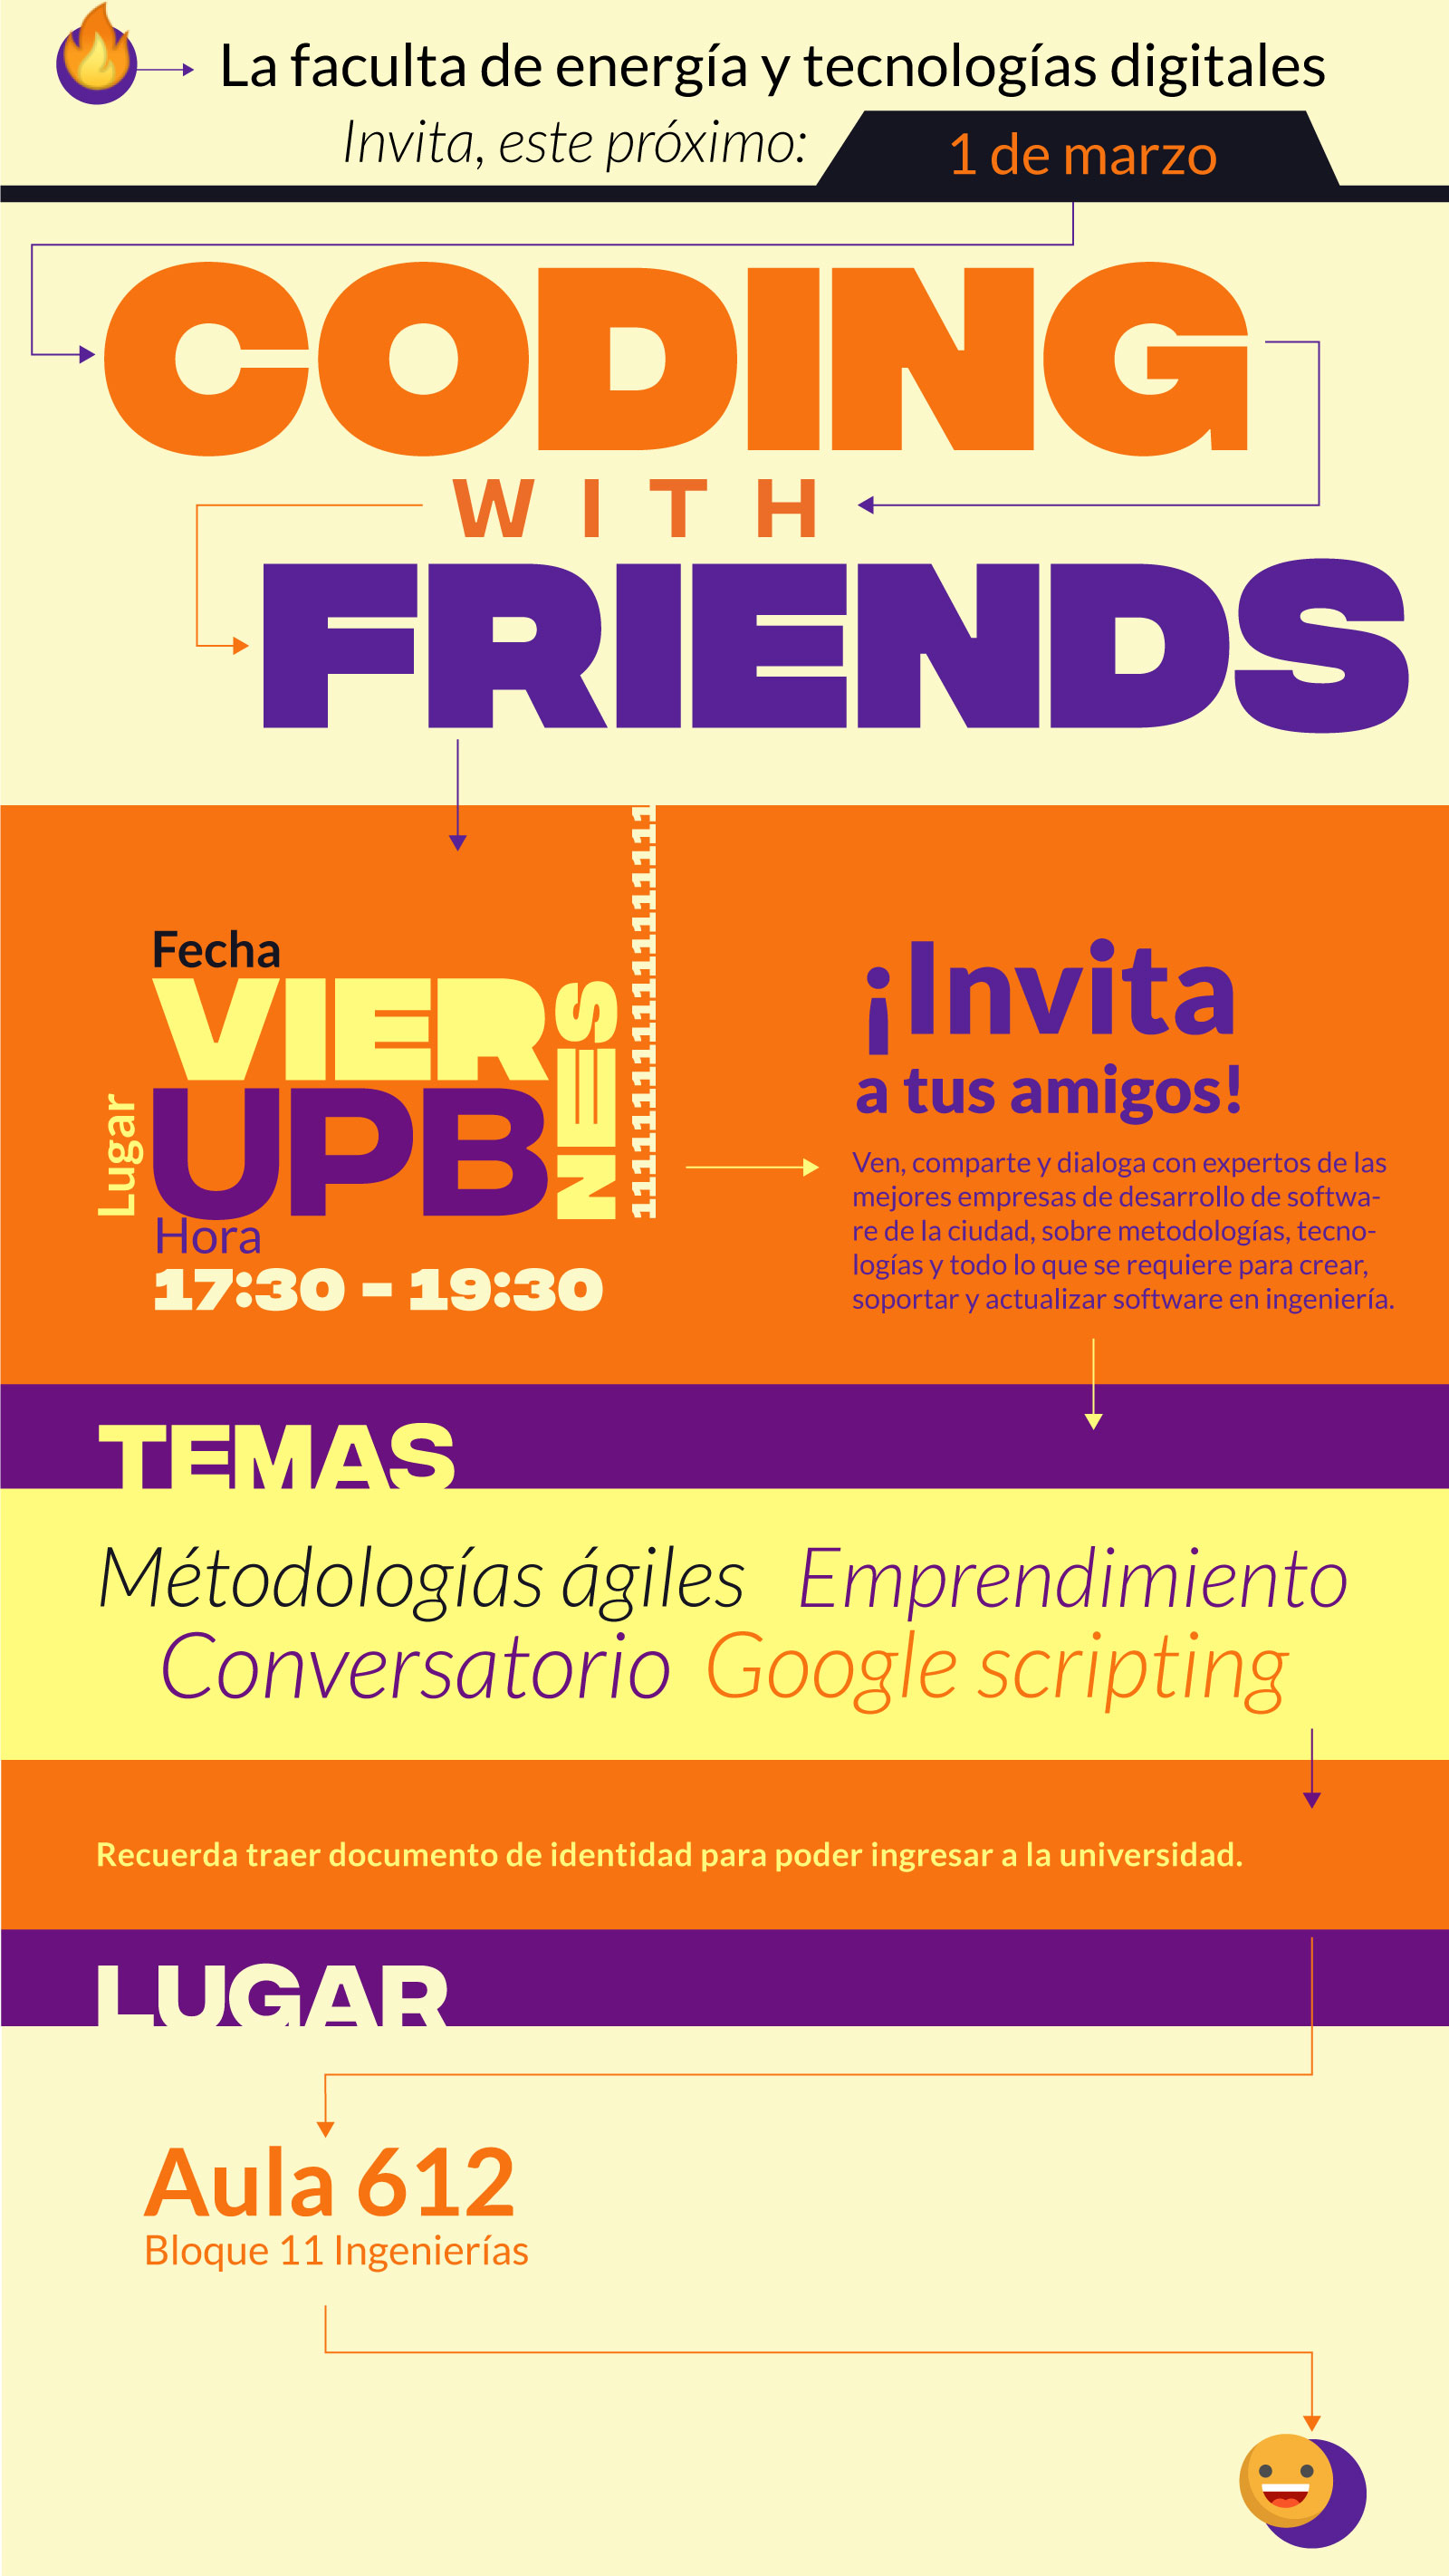 La faculta de energía y tecnologías digitales
Invita, este próximo:
1 de marzo
CODING
WITH
FRIENDS
Fecha
VIERNES
Lugar
UPB
Hora
17:30 - 19:30
1111111111111111111
¡Invita
a tus amigos!
Ven, comparte y dialoga con expertos de las
mejores empresas de desarrollo de softwa-
re de la ciudad, sobre metodologías, tecno-
logías y todo lo que se requiere para crear,
soportar y actualizar software en ingeniería.
TEMAS
Métodologías ágiles Emprendimiento
Conversatorio Google scripting
Recuerda traer documento de identidad para poder ingresar a la universidad.
LUGAR
Aula 612
Bloque 11 Ingenierías